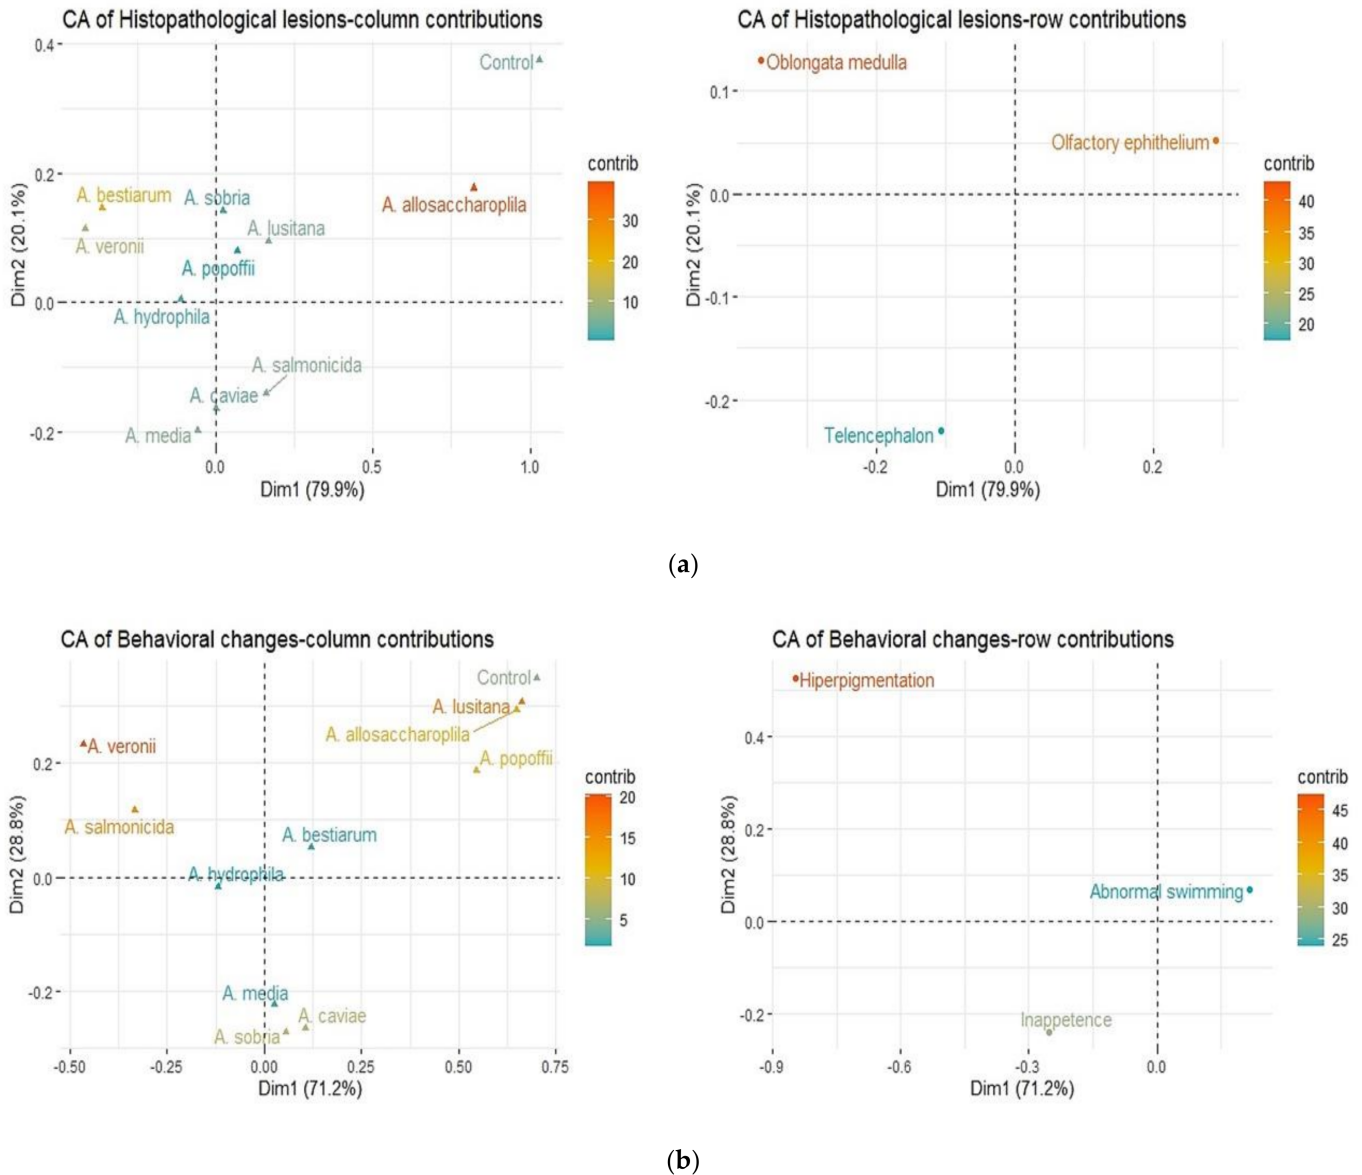 CA of Histopathological lesions-column contributions
0.4
Control
contrib
0.2
A. bestiarum
A. sobria
A. allosaccharoplila
30
A. lusitana
A. veronii
A. popoffii
20
Dim2 (20.1%)
0.0
10
A. hydrophila
A. salmonicida
A. caviae
A. media
-0.2
0.0
0.5
1.0
Dim1 (79.9%)
CA of Histopathological lesions-row contributions
Oblongata medulla
0.1
Olfactory ephithelium
contrib
0.0
40
35
Dim2 (20.1%)
30
-0.1
25
20
-0.2
Telencephalon
-0.2
0.0
0.2
Dim1 (79.9%)
(a)
CA of Behavioral changes-column contributions
Control
A. lusitana
A. allosaccharoplila
A. veronii
A. popoffii
0.2
contrib
20
A. salmonicida
A. bestiarum
15
A. hydrophila
0.0
10
Dim2 (28.8%)
5
-0.2
A. media
A. caviae
A. sobria
-0.50
-0.25
0.00
0.25
0.50
0.75
Dim1 (71.2%)
CA of Behavioral changes-row contributions
Hiperpigmentation
0.4
contrib
45
0.2
40
Abnormal swimming
35
0.0
30
Dim2 (28.8%)
25
-0.2
Inappetence
-0.9
-0.6
-0.3
0.0
Dim1 (71.2%)
(b)